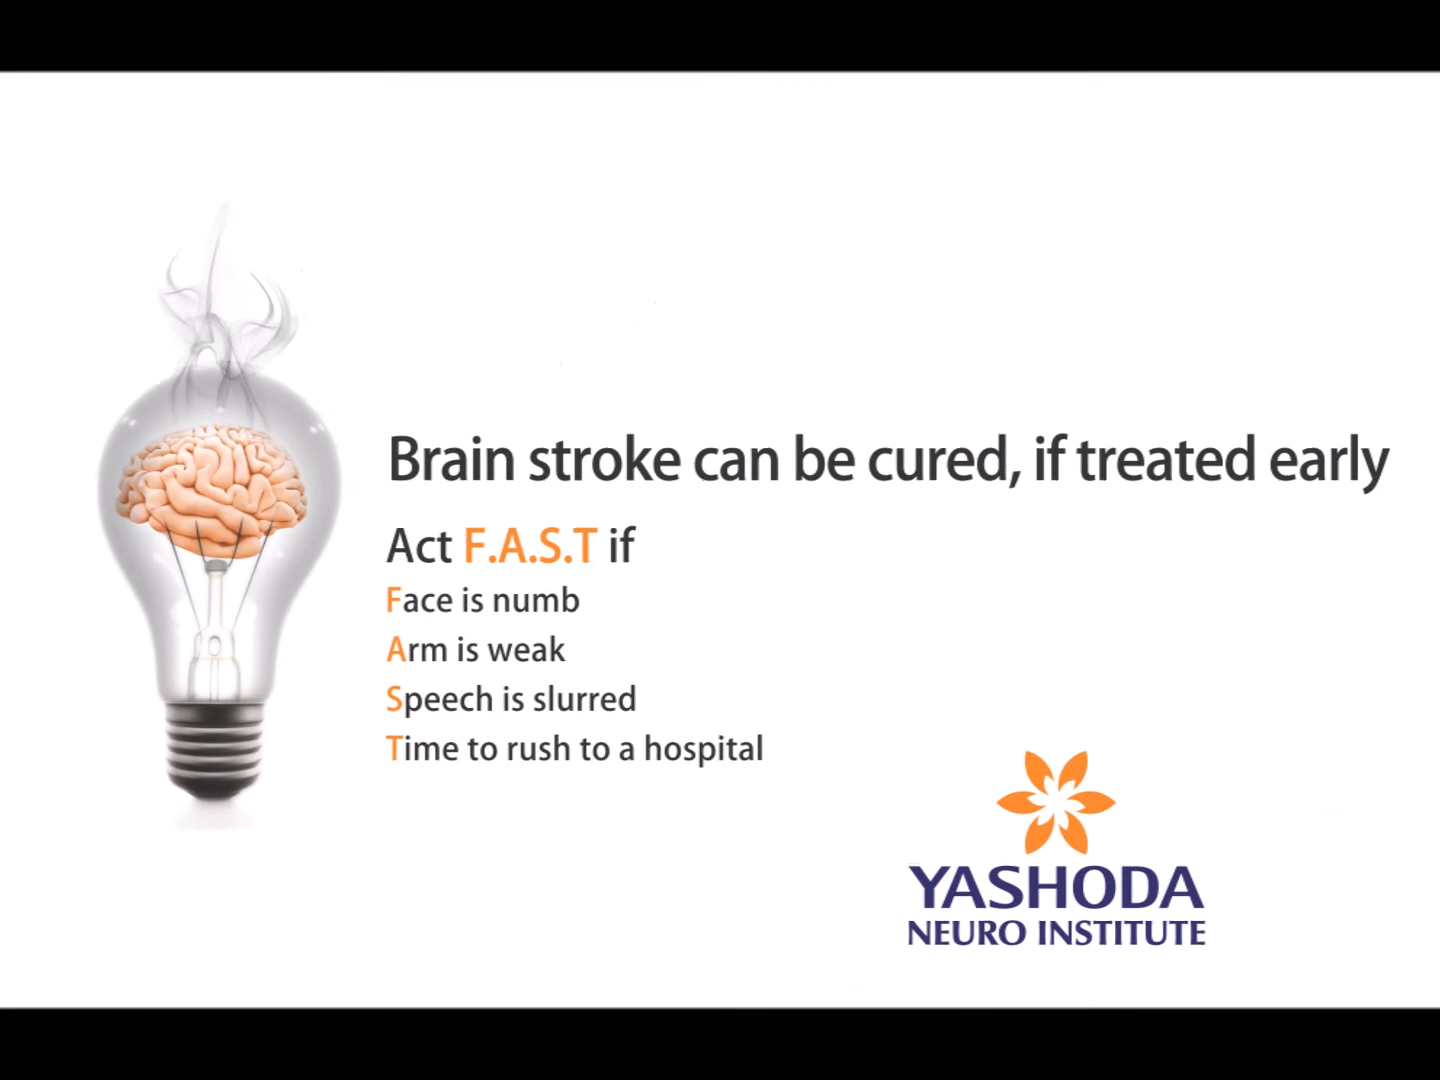 Brain stroke can be cured, if treated early
Act F.A.S.T if
Face is numb
Arm is weak
Speech is slurred
Time to rush to a hospital
YASHODA
NEURO INSTITUTE